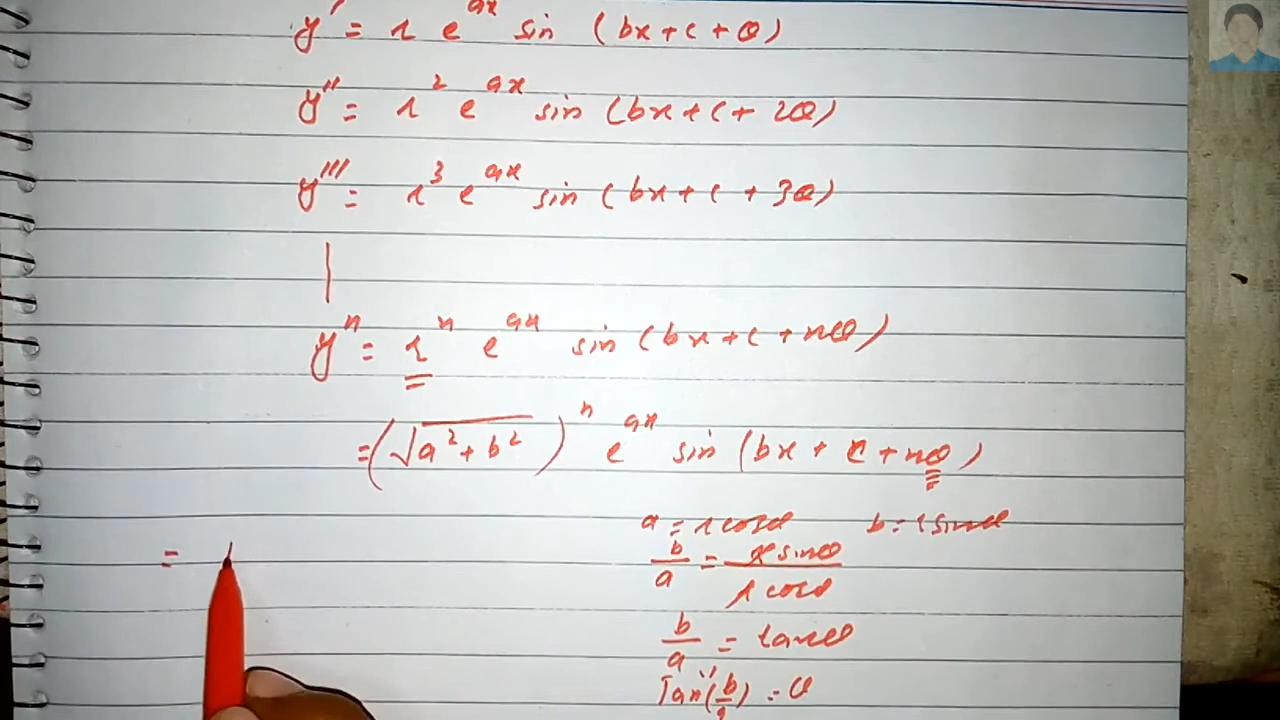 y' = r e^{ax} sin (bx + c + θ)
y'' = r^2 e^{ax} sin (bx + c + 2θ)
y''' = r^3 e^{ax} sin (bx + c + 3θ)
|
y^n = r^n e^{ax} sin (bx + c + nθ)
= (√a^2 + b^2)^n e^{ax} sin (bx + c + nθ)
a = r cosθ b = r sinθ
b/a = r sinθ / r cosθ
b/a = tanθ
Tan^{-1}(b/a) = θ
=